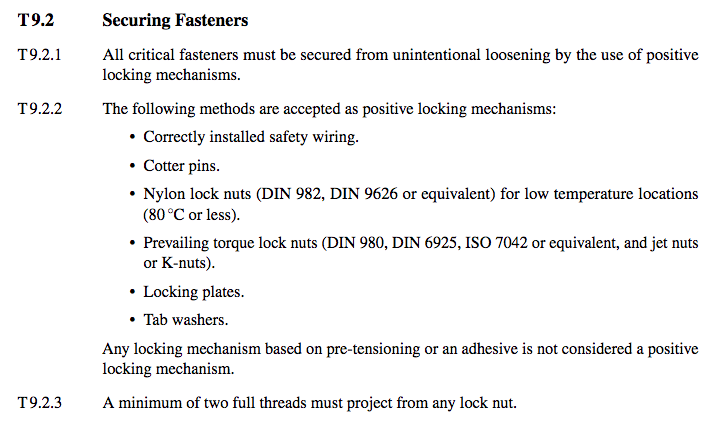 T9.2 Securing Fasteners
T9.2.1 All critical fasteners must be secured from unintentional loosening by the use of positive
locking mechanisms.
T9.2.2 The following methods are accepted as positive locking mechanisms:
• Correctly installed safety wiring.
• Cotter pins.
• Nylon lock nuts (DIN 982, DIN 9626 or equivalent) for low temperature locations
(80 °C or less).
• Prevailing torque lock nuts (DIN 980, DIN 6925, ISO 7042 or equivalent, and jet nuts
or K-nuts).
• Locking plates.
• Tab washers.
Any locking mechanism based on pre-tensioning or an adhesive is not considered a positive
locking mechanism.
T9.2.3 A minimum of two full threads must project from any lock nut.